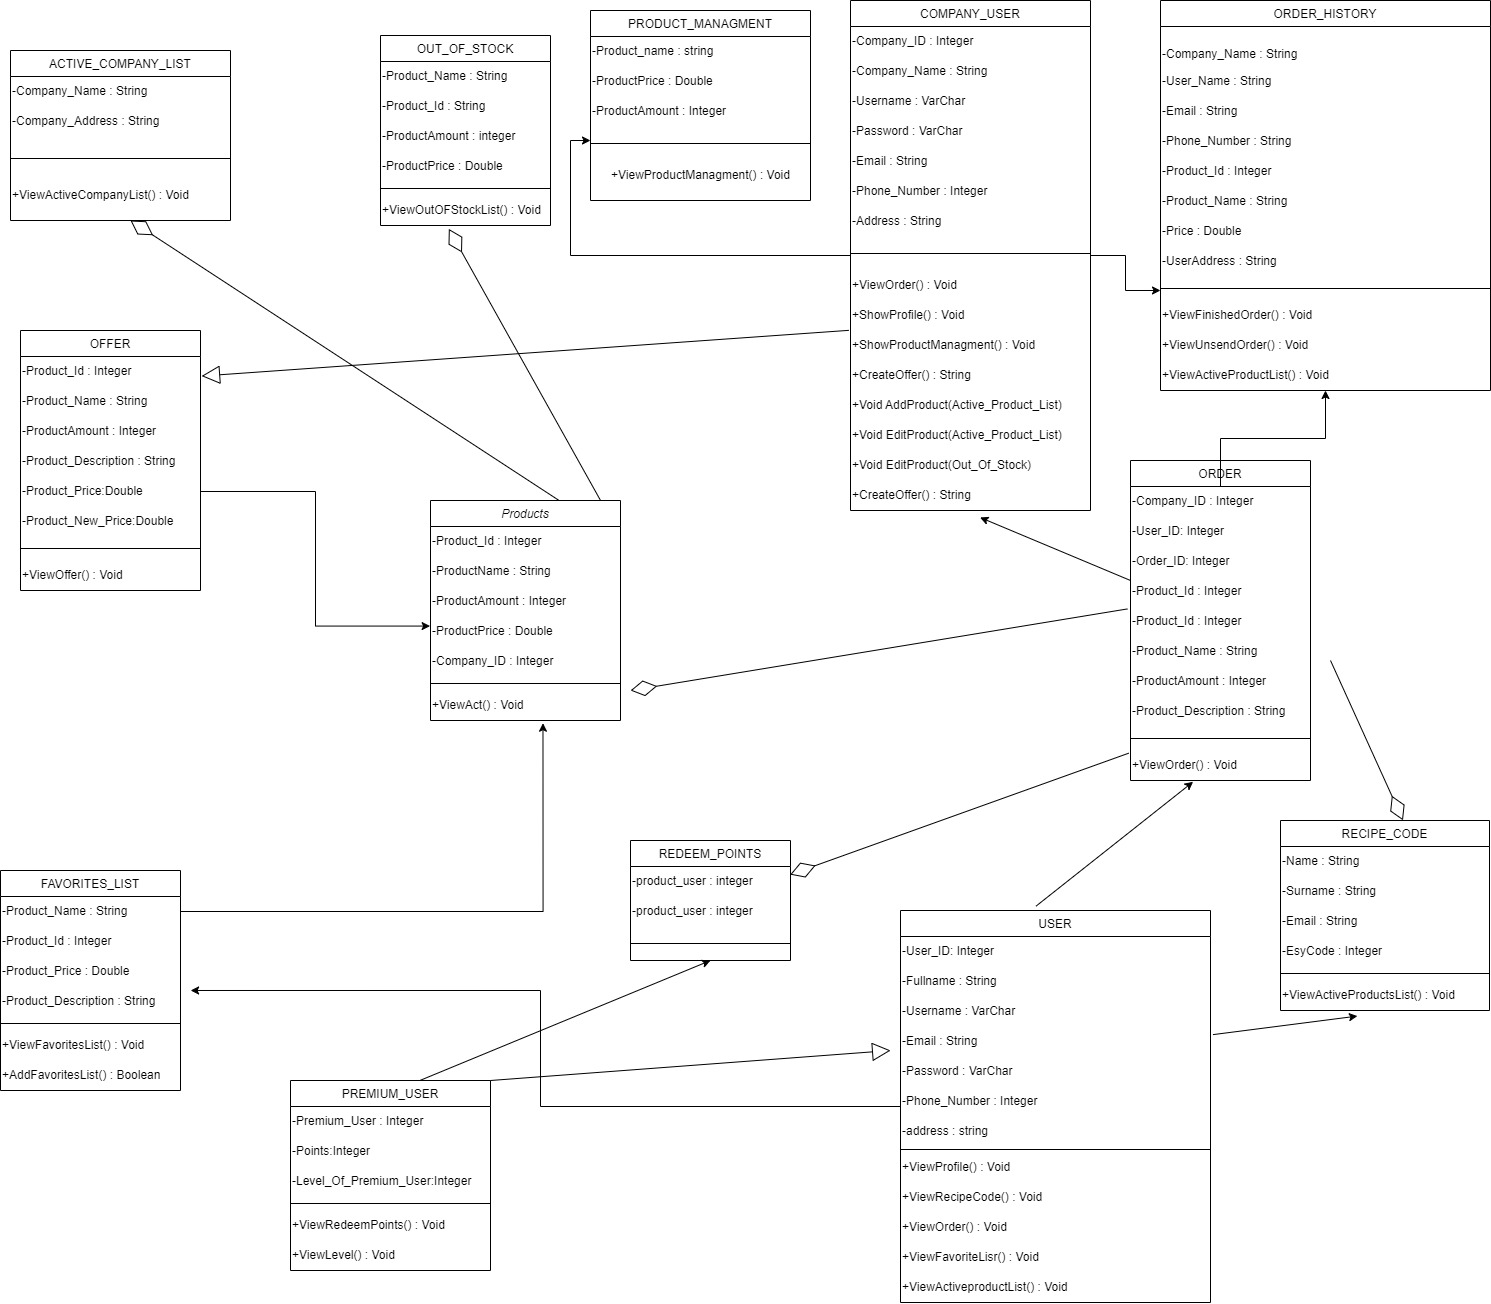 ACTIVE_COMPANY_LIST
-Company_Name : String
-Company_Address : String
+ViewActiveCompanyList() : Void
OUT_OF_STOCK
-Product_Name : String
-Product_Id : String
-ProductAmount : integer
-ProductPrice : Double
+ViewOutOFStockList() : Void
PRODUCT_MANAGMENT
-Product_name : string
-ProductPrice : Double
-ProductAmount : Integer
+ViewProductManagment() : Void
COMPANY_USER
-Company_ID : Integer
-Company_Name : String
-Username : VarChar
-Password : VarChar
-Email : String
-Phone_Number : Integer
-Address : String
+ViewOrder() : Void
+ShowProfile() : Void
+ShowProductManagment() : Void
+CreateOffer() : String
+Void AddProduct(Active_Product_List)
+Void EditProduct(Active_Product_List)
+Void EditProduct(Out_Of_Stock)
+CreateOffer() : String
ORDER_HISTORY
-Company_Name : String
-User_Name : String
-Email : String
-Phone_Number : String
-Product_Id : Integer
-Product_Name : String
-Price : Double
-UserAddress : String
+ViewFinishedOrder() : Void
+ViewUnsendOrder() : Void
+ViewActiveProductList() : Void
OFFER
-Product_Id : Integer
-Product_Name : String
-ProductAmount : Integer
-Product_Description : String
-Product_Price:Double
-Product_New_Price:Double
+ViewOffer() : Void
Products
-Product_Id : Integer
-ProductName : String
-ProductAmount : Integer
-ProductPrice : Double
-Company_ID : Integer
+ViewAct() : Void
ORDER
-Company_ID : Integer
-User_ID: Integer
-Order_ID: Integer
-Product_Id : Integer
-Product_Id : Integer
-Product_Name : String
-ProductAmount : Integer
-Product_Description : String
+ViewOrder() : Void
RECIPE_CODE
-Name : String
-Surname : String
-Email : String
-EsyCode : Integer
+ViewActiveProductsList() : Void
REDEEM_POINTS
-product_user : integer
-product_user : integer
FAVORITES_LIST
-Product_Name : String
-Product_Id : Integer
-Product_Price : Double
-Product_Description : String
+ViewFavoritesList() : Void
+AddFavoritesList() : Boolean
USER
-User_ID: Integer
-Fullname : String
-Username : VarChar
-Email : String
-Password : VarChar
-Phone_Number : Integer
-address : string
+ViewProfile() : Void
+ViewRecipeCode() : Void
+ViewOrder() : Void
+ViewFavoriteLisr() : Void
+ViewActiveproductList() : Void
PREMIUM_USER
-Premium_User : Integer
-Points:Integer
-Level_Of_Premium_User:Integer
+ViewRedeemPoints() : Void
+ViewLevel() : Void